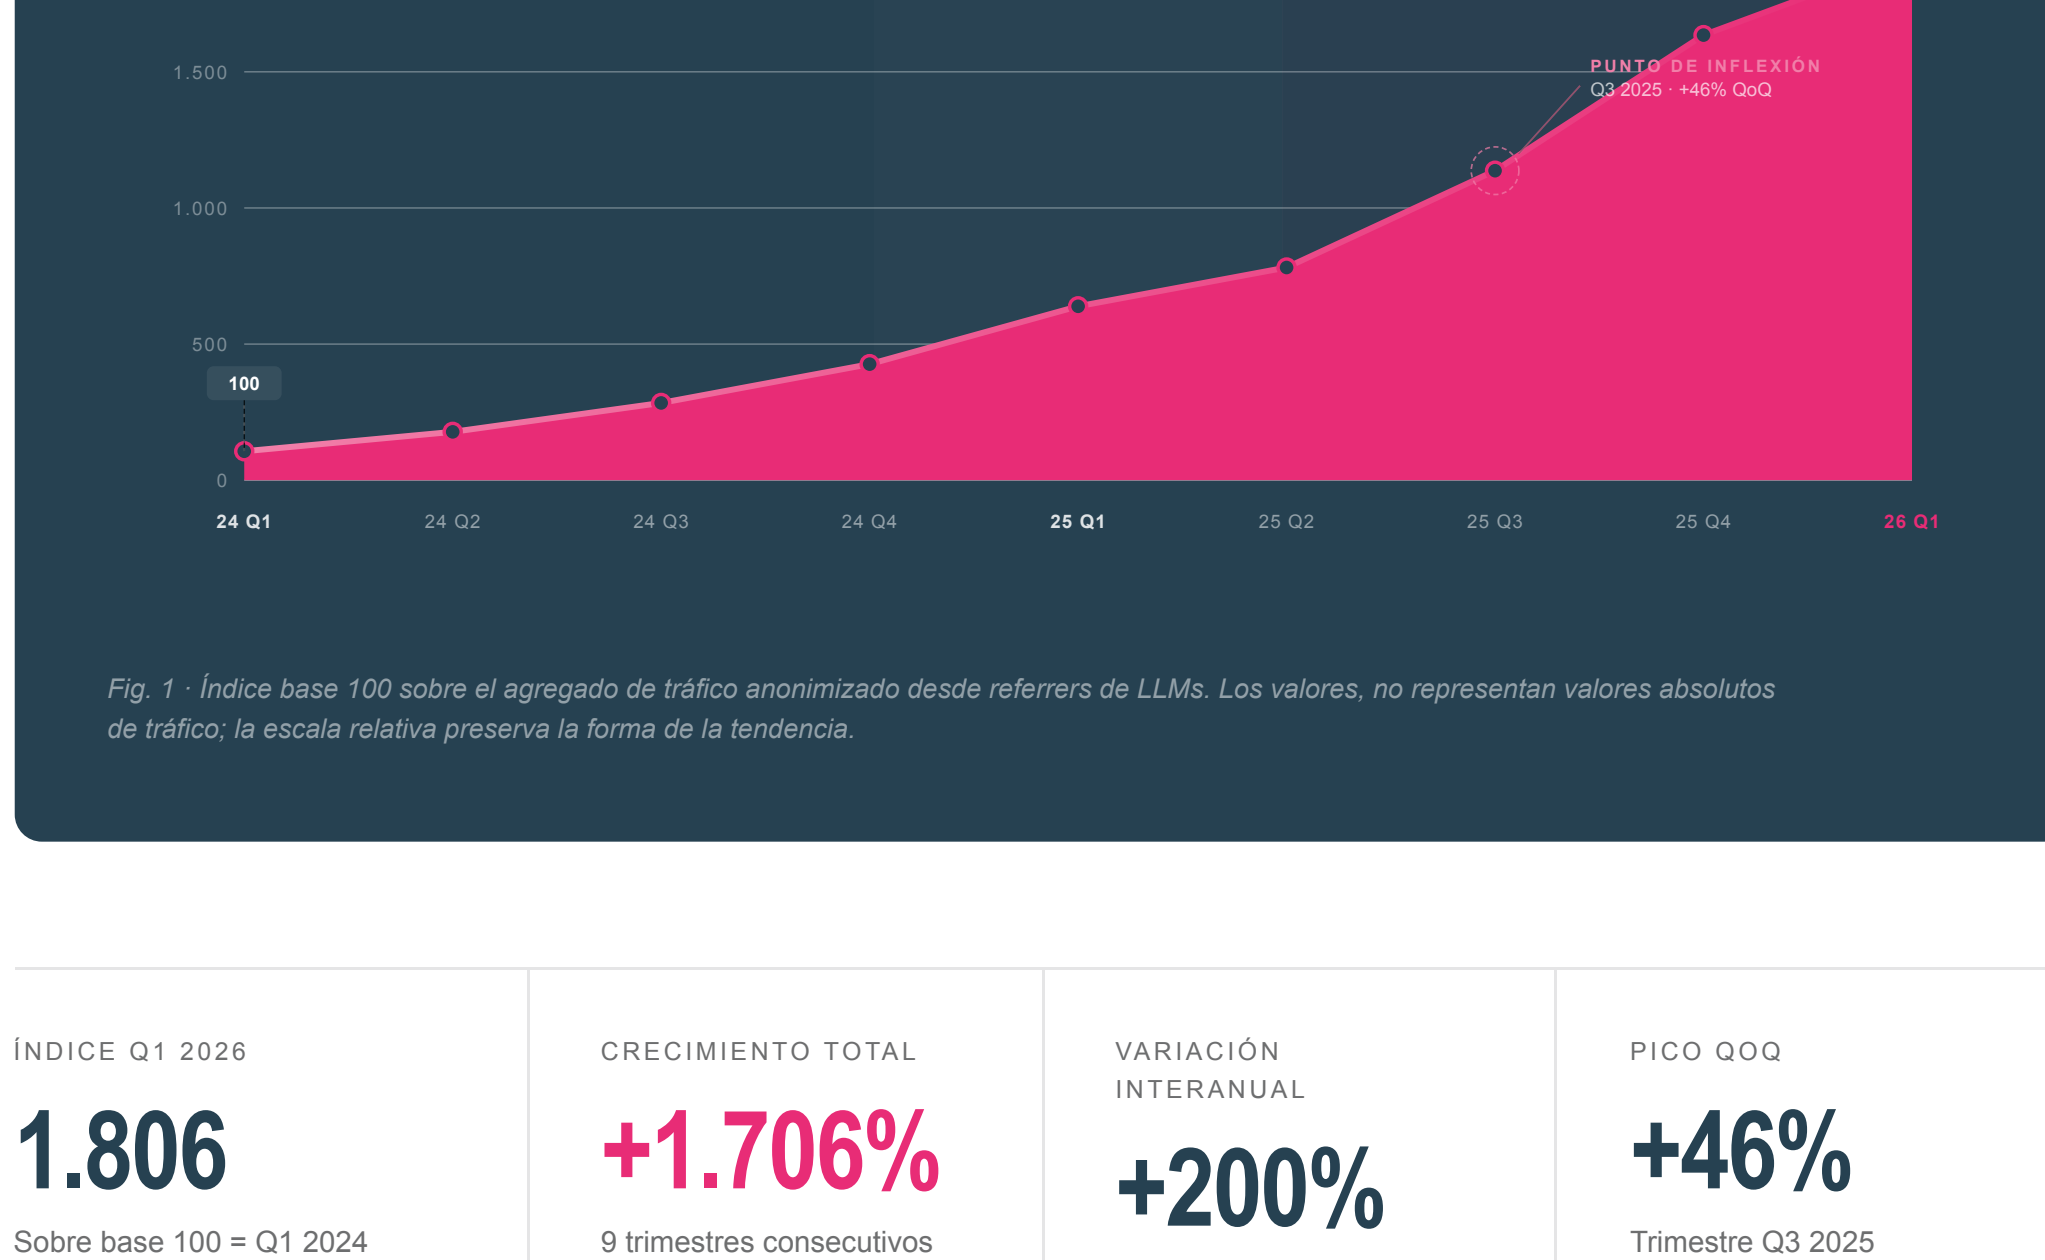 1.500
PUNTO DE INFLEXIÓN
Q3 2025 · +46% QoQ
1.000
500
100
0
24 Q1 24 Q2 24 Q3 24 Q4 25 Q1 25 Q2 25 Q3 25 Q4 26 Q1
Fig. 1 · Índice base 100 sobre el agregado de tráfico anonimizado desde referrers de LLMs. Los valores, no representan valores absolutos
de tráfico; la escala relativa preserva la forma de la tendencia.
ÍNDICE Q1 2026
1.806
Sobre base 100 = Q1 2024
CRECIMIENTO TOTAL
+1.706%
9 trimestres consecutivos
VARIACIÓN
INTERANUAL
+200%
PICO QOQ
+46%
Trimestre Q3 2025